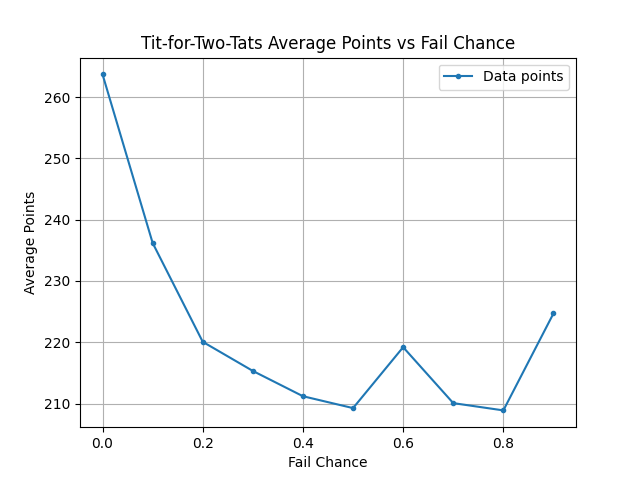 Tit-for-Two-Tats Average Points vs Fail Chance
Data points
260
250
240
230
220
210
Average Points
0.0 0.2 0.4 0.6 0.8
Fail Chance